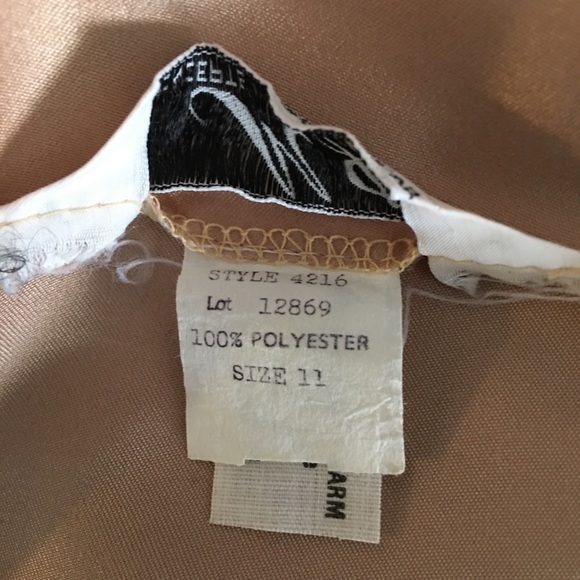 STYLE 4216
Lot 12869
100% POLYESTER
SIZE 11
ARM